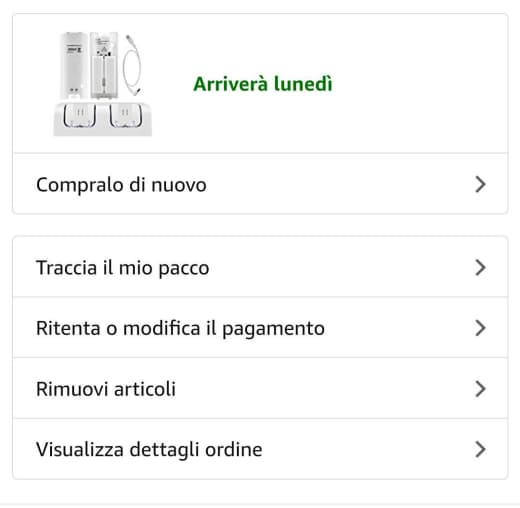 Arriverà lunedì
Compralo di nuovo
Traccia il mio pacco
Ritenta o modifica il pagamento
Rimuovi articoli
Visualizza dettagli ordine